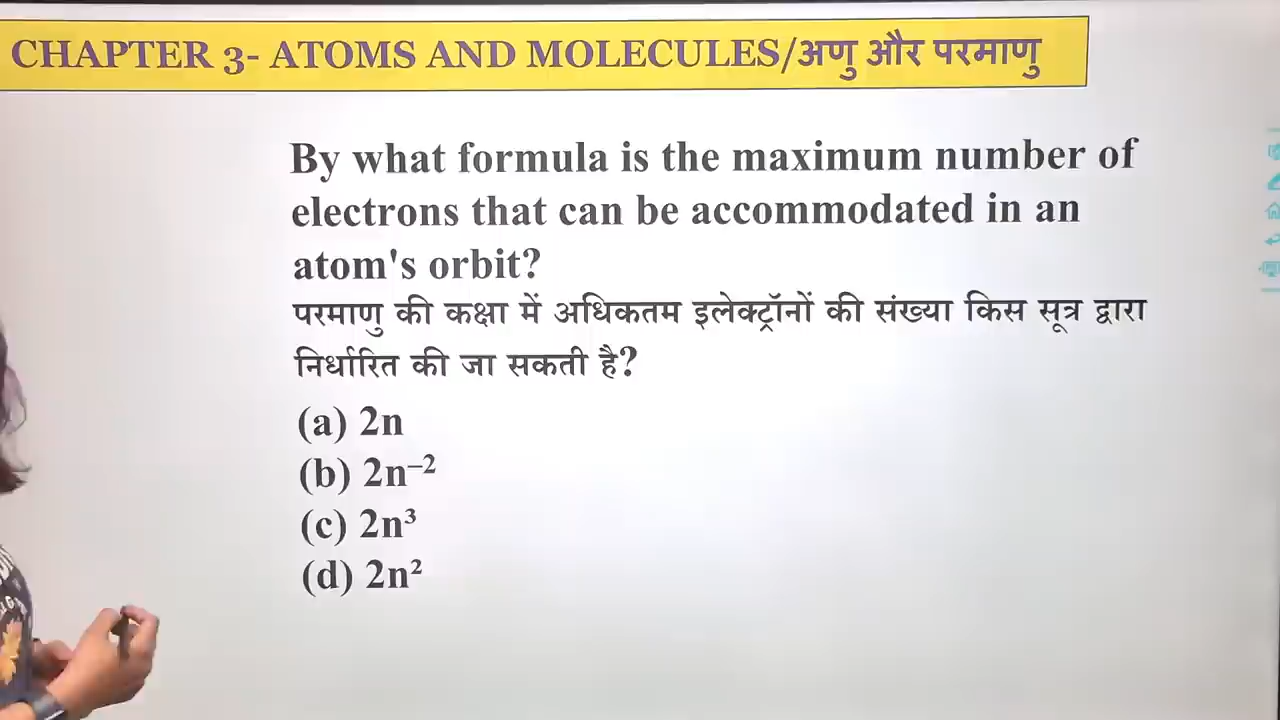 CHAPTER 3- ATOMS AND MOLECULES/अणु और परमाणु
By what formula is the maximum number of
electrons that can be accommodated in an
atom's orbit?
परमाणु की कक्षा में अधिकतम इलेक्ट्रॉनों की संख्या किस सूत्र द्वारा
निर्धारित की जा सकती है?
(a) 2n
(b) 2n⁻²
(c) 2n³
(d) 2n²